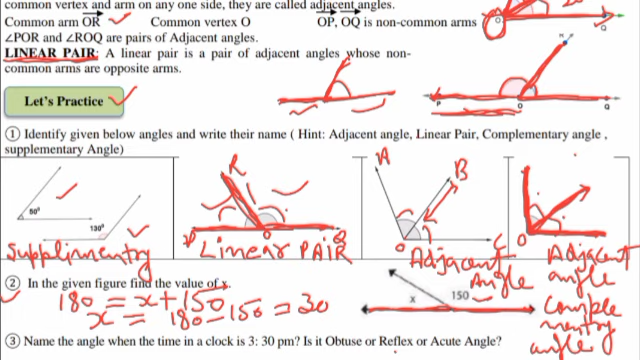 common vertex and arm on any one side, they are called adjacent angles.
Common arm OR Common vertex O OP, OQ is non-common arms
∠POR and ∠ROQ are pairs of Adjacent angles.
LINEAR PAIR: A linear pair is a pair of adjacent angles whose non-
common arms are opposite arms.
P O Q
Let's Practice
① Identify given below angles and write their name ( Hint: Adjacent angle, Linear Pair, Complementary angle ,
supplementary Angle)
50⁰ 130⁰
R
P O Q
A B
O C
O
Supplimentry
Linear PAIR
Adjacent
Angle
Adjacent
angle
Comple
mentry
angle
② In the given figure find the value of x.
x 150
180 = x + 150
x = 180 - 150 = 30
③ Name the angle when the time in a clock is 3: 30 pm? Is it Obtuse or Reflex or Acute Angle?